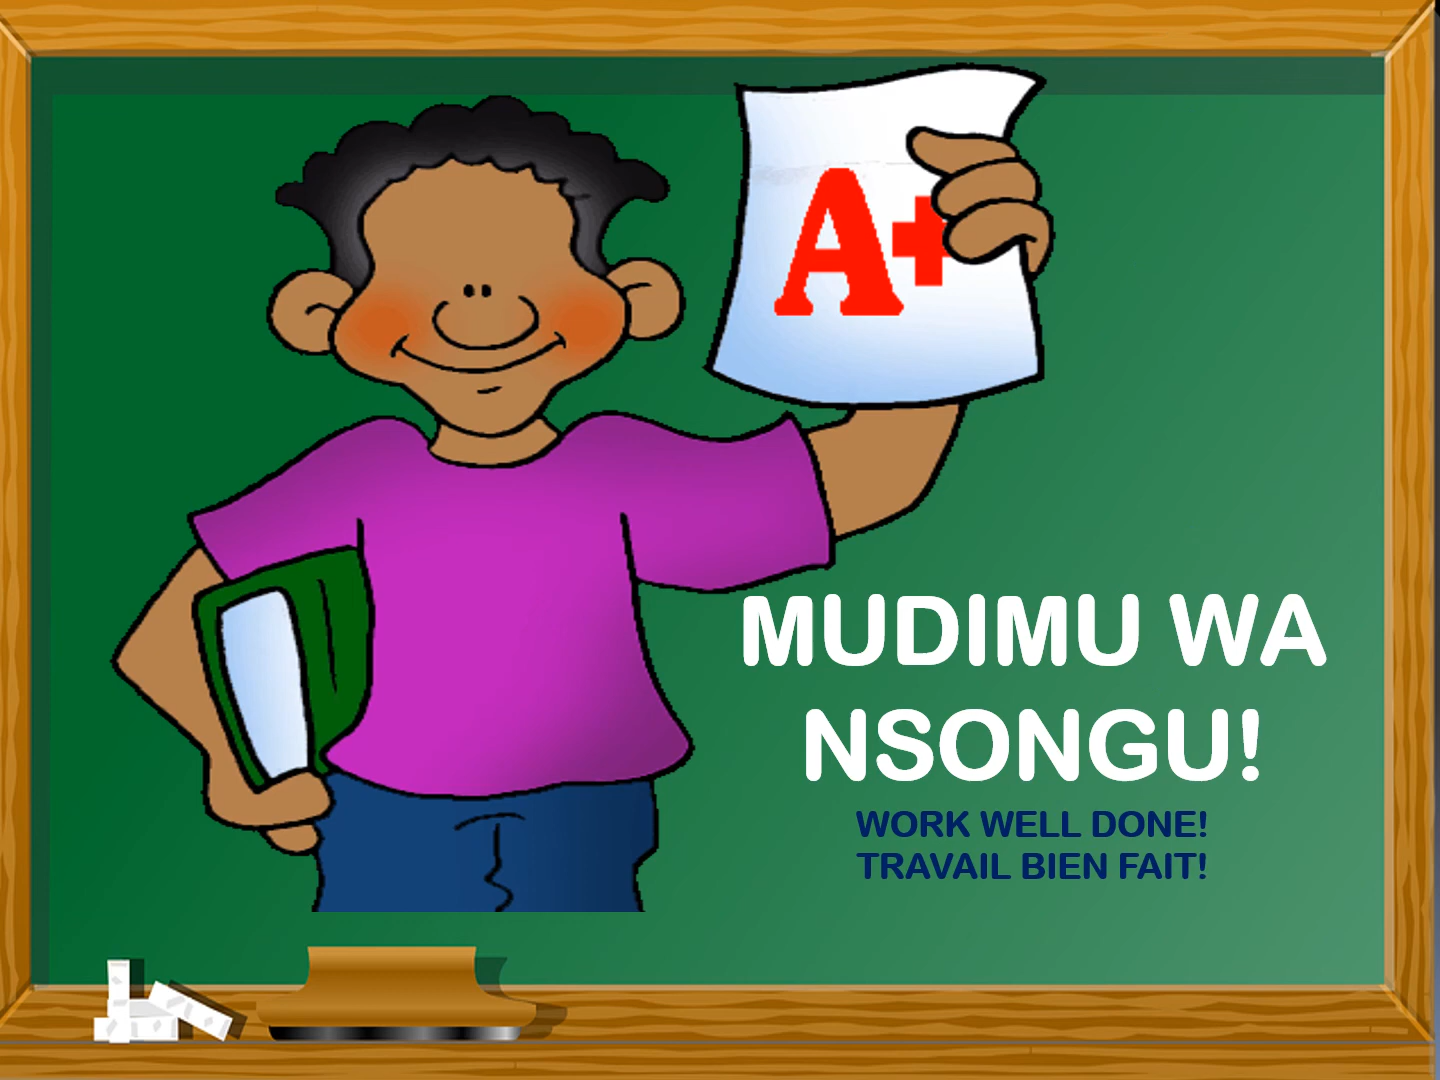 A+
MUDIMU WA
NSONGU!
WORK WELL DONE!
TRAVAIL BIEN FAIT!